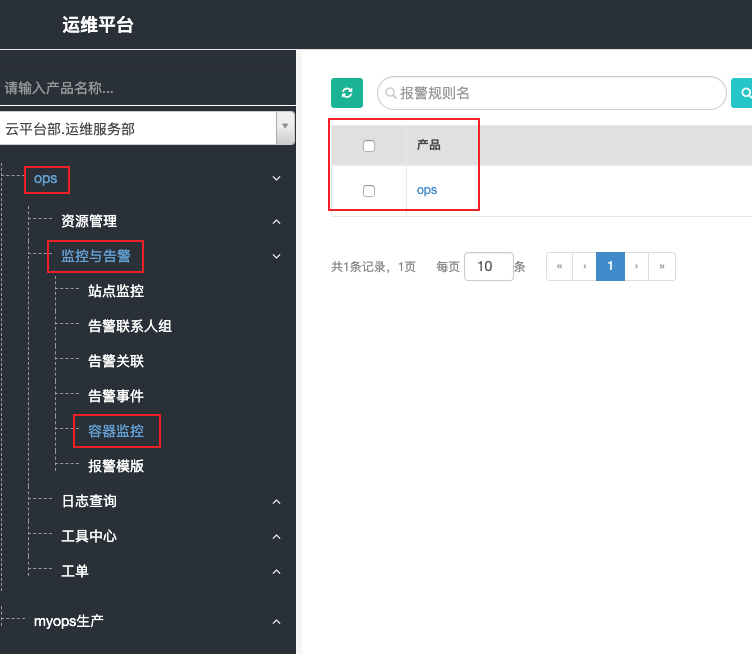 运维平台
请输入产品名称...
云平台部.运维服务部
ops
资源管理
监控与告警
站点监控
告警联系人组
告警关联
告警事件
容器监控
报警模版
日志查询
工具中心
工单
myops生产
报警规则名
产品
ops
共1条记录，1页 每页 10 条 « ‹ 1 › »